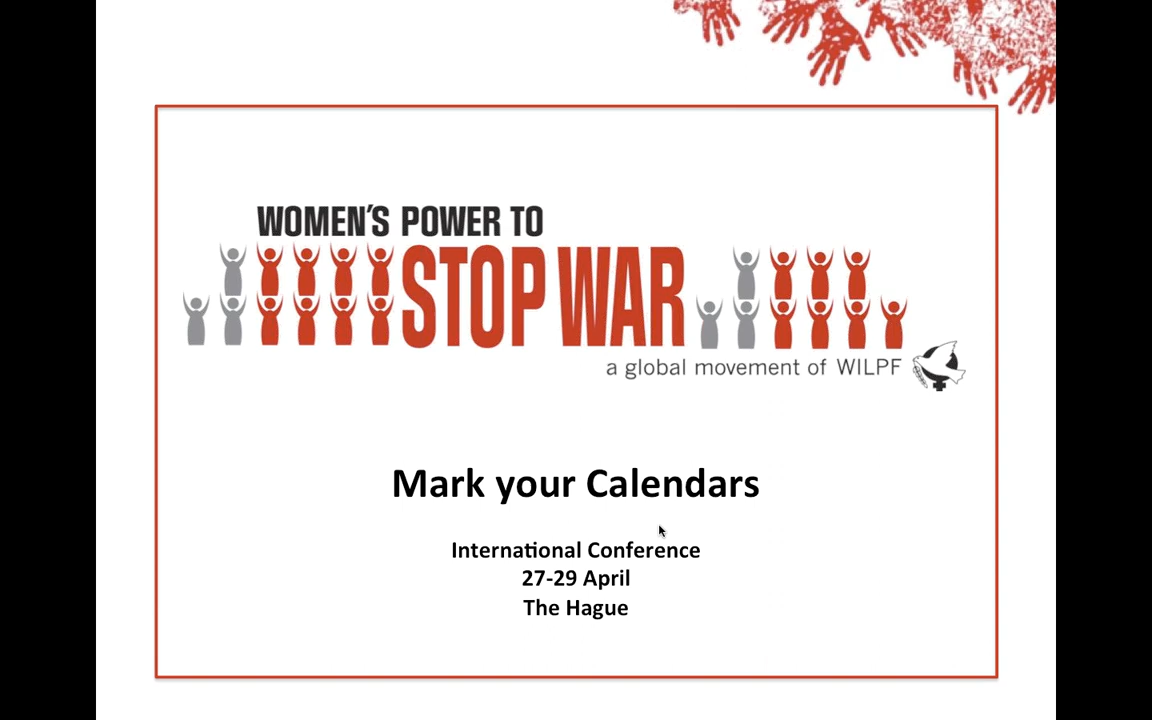 WOMEN'S POWER TO
STOP WAR
a global movement of WILPF
Mark your Calendars
International Conference
27-29 April
The Hague